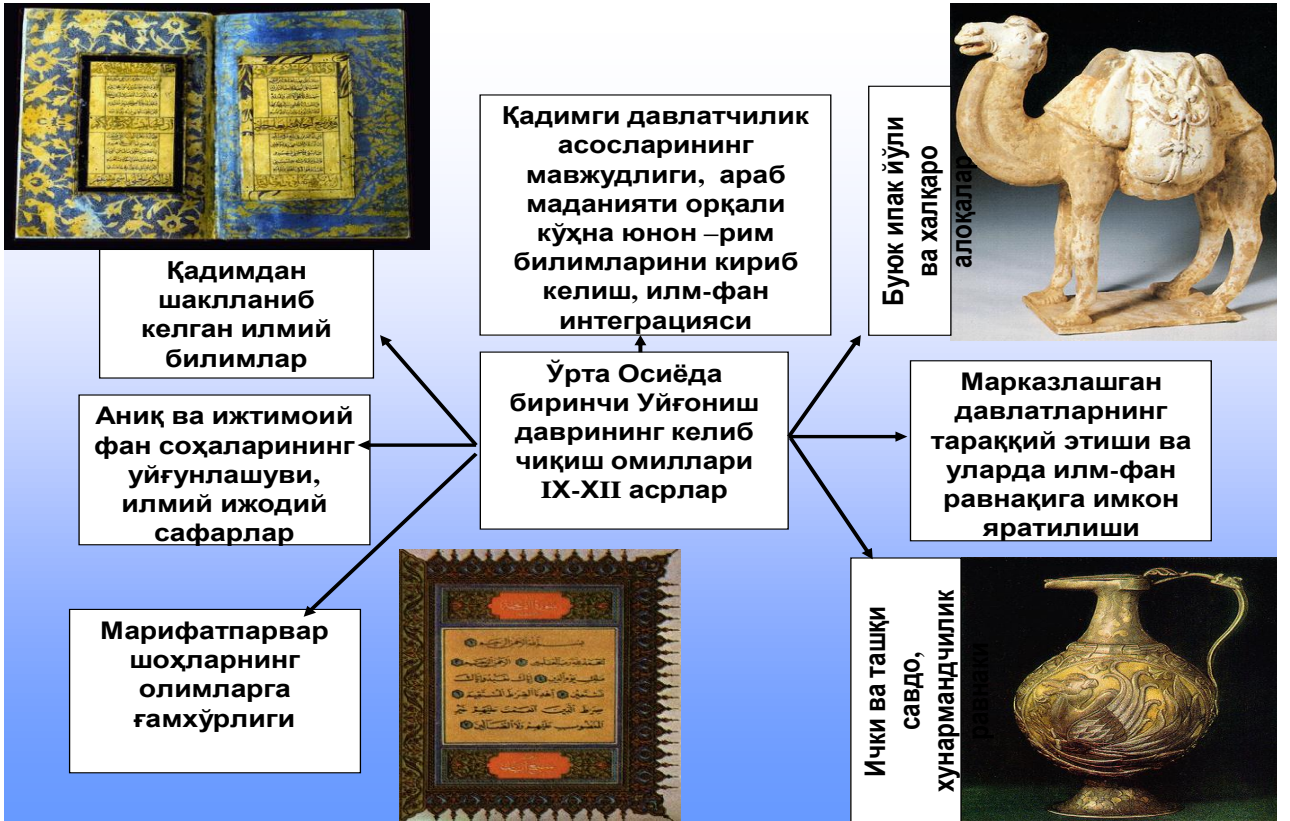 Қадимги давлатчилик
асосларининг
мавжудлиги, араб
маданияти орқали
кўҳна юнон –рим
билимларини кириб
келиш, илм-фан
интеграцияси
Буюк ипак йўли
ва халқаро
алоқалар
Қадимдан
шаклланиб
келган илмий
билимлар
Ўрта Осиёда
биринчи Уйғониш
даврининг келиб
чиқиш омиллари
IX-XII асрлар
Марказлашган
давлатларнинг
тараққий этиши ва
уларда илм-фан
равнақига имкон
яратилиши
Аниқ ва ижтимоий
фан соҳаларининг
уйғунлашуви,
илмий ижодий
сафарлар
Марифатпарвар
шоҳларнинг
олимларга
ғамхўрлиги
Ички ва ташқи
савдо,
хунармандчилик
равнаки